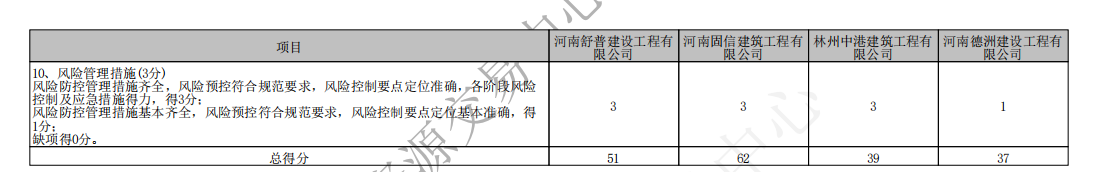 项目
河南舒普建设工程有
限公司
河南固信建筑工程有
限公司
林州中港建筑工程有
限公司
河南德洲建设工程有
限公司
10、风险管理措施(3分)
风险防控管理措施齐全，风险预控符合规范要求，风险控制要点定位准确，各阶段风险
控制及应急措施得力，得3分；
风险防控管理措施基本齐全，风险预控符合规范要求，风险控制要点定位基本准确，得
1分；
缺项得0分。
3
3
3
1
总得分
51
62
39
37
源交易中心
中心